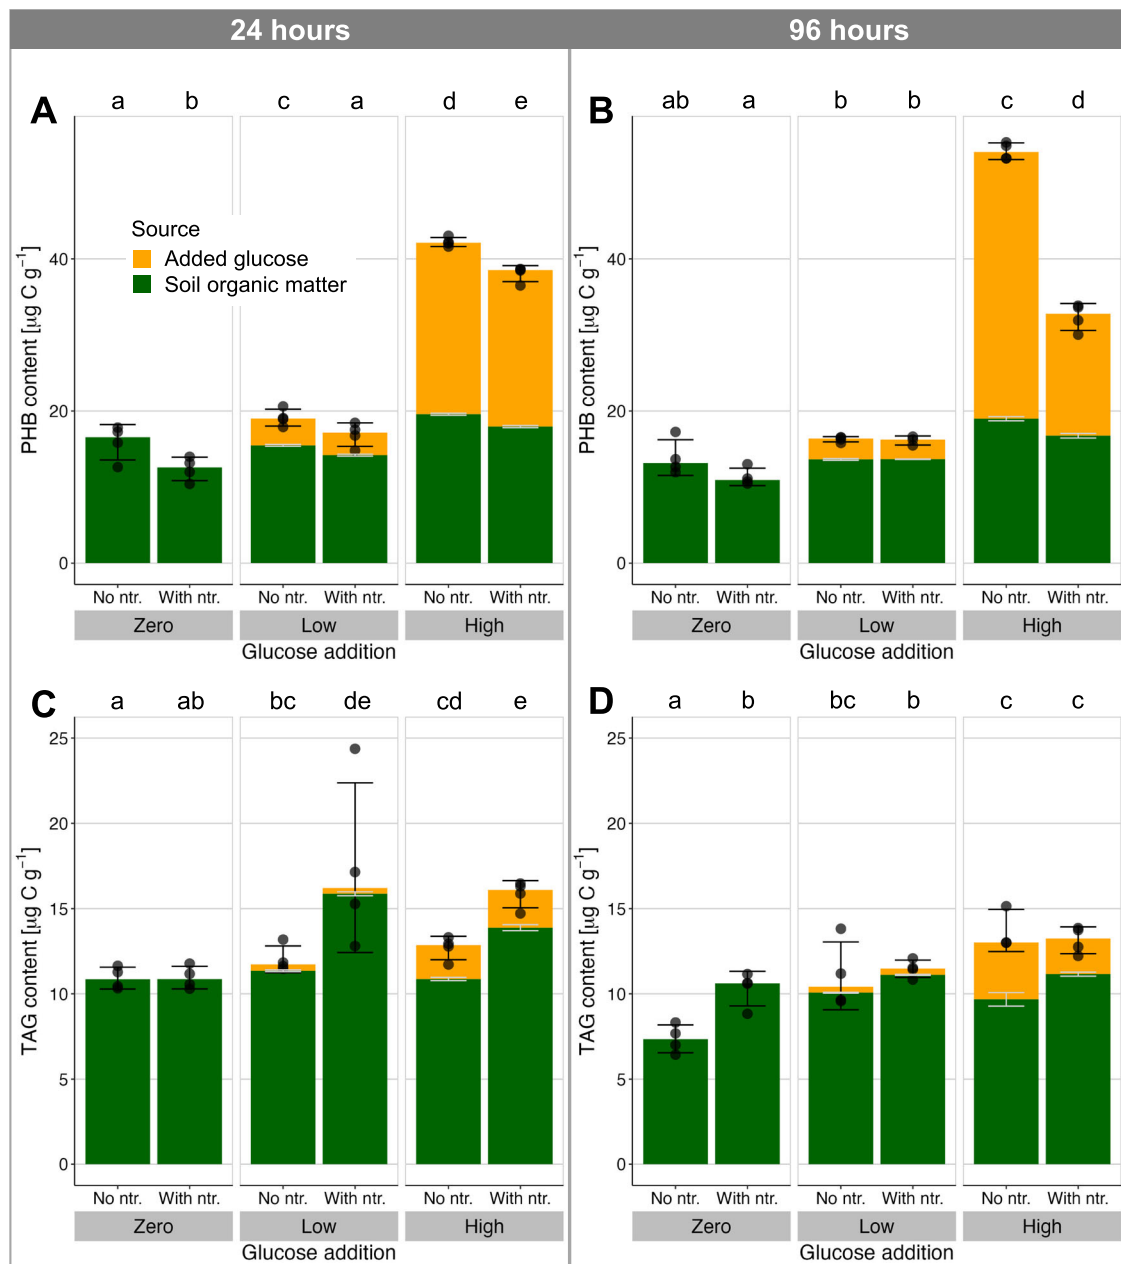 24 hours
96 hours
A
a b c a d e
PHB content [µg C g⁻¹]
40
20
0
Source
Added glucose
Soil organic matter
No ntr. With ntr. No ntr. With ntr. No ntr. With ntr.
Zero Low High
Glucose addition
B
ab a b b c d
PHB content [µg C g⁻¹]
40
20
0
No ntr. With ntr. No ntr. With ntr. No ntr. With ntr.
Zero Low High
Glucose addition
C
a ab bc de cd e
TAG content [µg C g⁻¹]
25
20
15
10
5
0
No ntr. With ntr. No ntr. With ntr. No ntr. With ntr.
Zero Low High
Glucose addition
D
a b bc b c c
TAG content [µg C g⁻¹]
25
20
15
10
5
0
No ntr. With ntr. No ntr. With ntr. No ntr. With ntr.
Zero Low High
Glucose addition